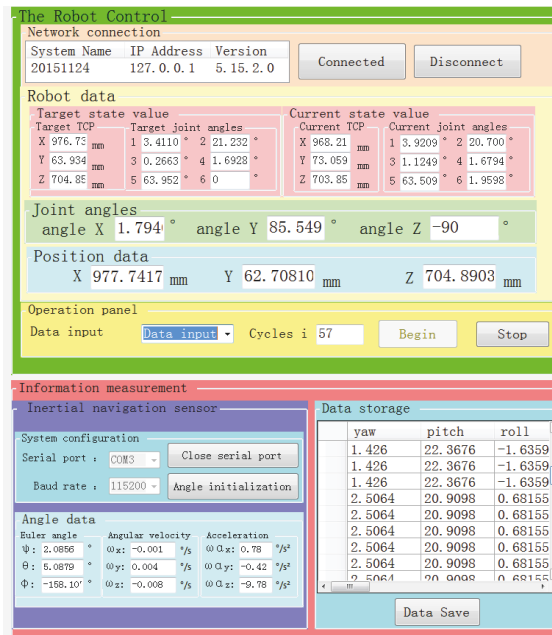 The Robot Control
Network connection
System Name IP Address Version
20151124 127.0.0.1 5.15.2.0
Connected Disconnect
Robot data
Target state value Current state value
Target TCP Target joint angles Current TCP Current joint angles
X 976.73 mm 1 3.4110 ° 2 21.232 ° X 968.21 mm 1 3.9209 ° 2 20.700 °
Y 63.934 mm 3 0.2663 ° 4 1.6928 ° Y 73.059 mm 3 1.1249 ° 4 1.6794 °
Z 704.85 mm 5 63.952 ° 6 0 ° Z 703.85 mm 5 63.509 ° 6 1.9598 °
Joint angles
angle X 1.794 ° angle Y 85.549 ° angle Z -90 °
Position data
X 977.7417 mm Y 62.70810 mm Z 704.8903 mm
Operation panel
Data input Data input Cycles i 57 Begin Stop
Information measurement
Inertial navigation sensor
System configuration
Serial port : COM3 Close serial port
Baud rate : 115200 Angle initialization
Angle data
Euler angle Angular velocity Acceleration
ψ: 2.0856 ° ωx: -0.001 °/s ωαx: 0.78 °/s²
θ: 5.0879 ° ωy: 0.004 °/s ωαy: -0.42 °/s²
Φ: -158.10 ° ωz: -0.008 °/s ωαz: -9.78 °/s²
Data storage
yaw pitch roll
1.426 22.3676 -1.6359
1.426 22.3676 -1.6359
1.426 22.3676 -1.6359
2.5064 20.9098 0.68155
2.5064 20.9098 0.68155
2.5064 20.9098 0.68155
2.5064 20.9098 0.68155
2.5064 20.9098 0.68155
Data Save